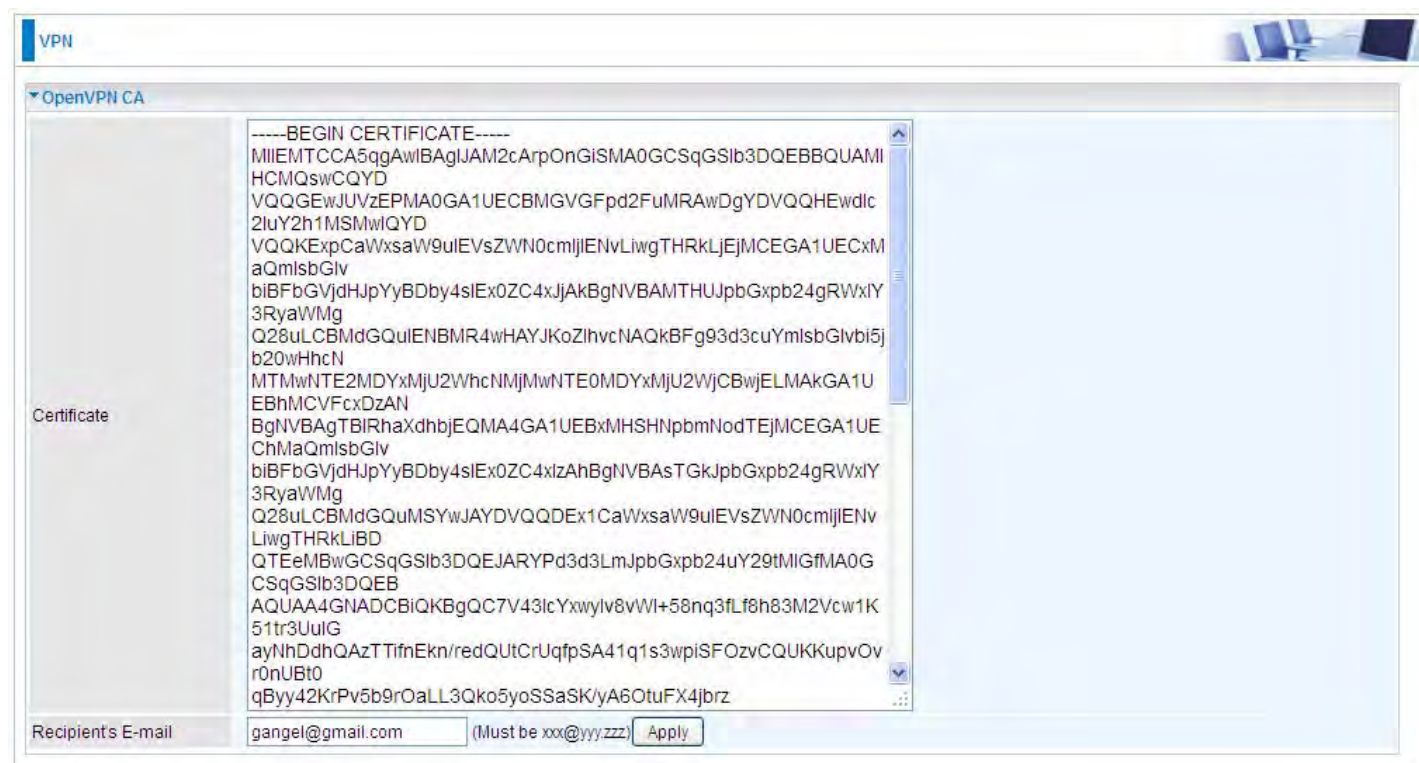 VPN
OpenVPN CA
Certificate
-----BEGIN CERTIFICATE-----
MIIEMTCCA5qgAwIBAgIJAM2cArpOnGiSMA0GCSqGSIb3DQEBBQUAMI
HCMQswCQYD
VQQGEwJUVzEPMA0GA1UECBMGVGFpd2FuMRAwDgYDVQQHEwdIc
2luY2h1MSMwIQYD
VQQKExpCaWxsaW9uIEVsZWN0cmljIENvLiwgTHRkLjEjMCEGA1UECxM
aQmlsbGlv
biBFbGVjdHJpYyBDby4sIEx0ZC4xJjAkBgNVBAMTHUJpbGxpb24gRWxlY
3RyaWMg
Q28uLCBMdGQuIENBMR4wHAYJKoZIhvcNAQkBFg93d3cuYmlsbGlvbi5j
b20wHhcN
MTMwNTE2MDYxMjU2WhcNMjMwNTE0MDYxMjU2WjCBwjELMAkGA1U
EBhMCVFcxDzAN
BgNVBAgTBlRhaXdhbjEQMA4GA1UEBxMHSHNpbmNodTEjMCEGA1UE
ChMaQmlsbGlv
biBFbGVjdHJpYyBDby4sIEx0ZC4xIzAhBgNVBAsTGkJpbGxpb24gRWxlY
3RyaWMg
Q28uLCBMdGQuMSYwJAYDVQQDEx1CaWxsaW9uIEVsZWN0cmljIENv
LiwgTHRkLiBD
QTEeMBwGCSqGSIb3DQEJARYPd3d3LmJpbGxpb24uY29tMIGfMA0G
CSqGSIb3DQEB
AQUAA4GNADCBiQKBgQC7V43lcYxwylv8vWl+58nq3fLf8h83M2Vcw1K
51tr3UulG
ayNhDdhQAzTTifnEkn/redQUtCrUqfpSA41q1s3wpiSFOzvCQUKKupvOv
r0nUBt0
qByy42KrPv5b9rOaLL3Qko5yoSSaSK/yA6OtuFX4jbrz
Recipient's E-mail
gangel@gmail.com (Must be xxx@yyy.zzz) Apply